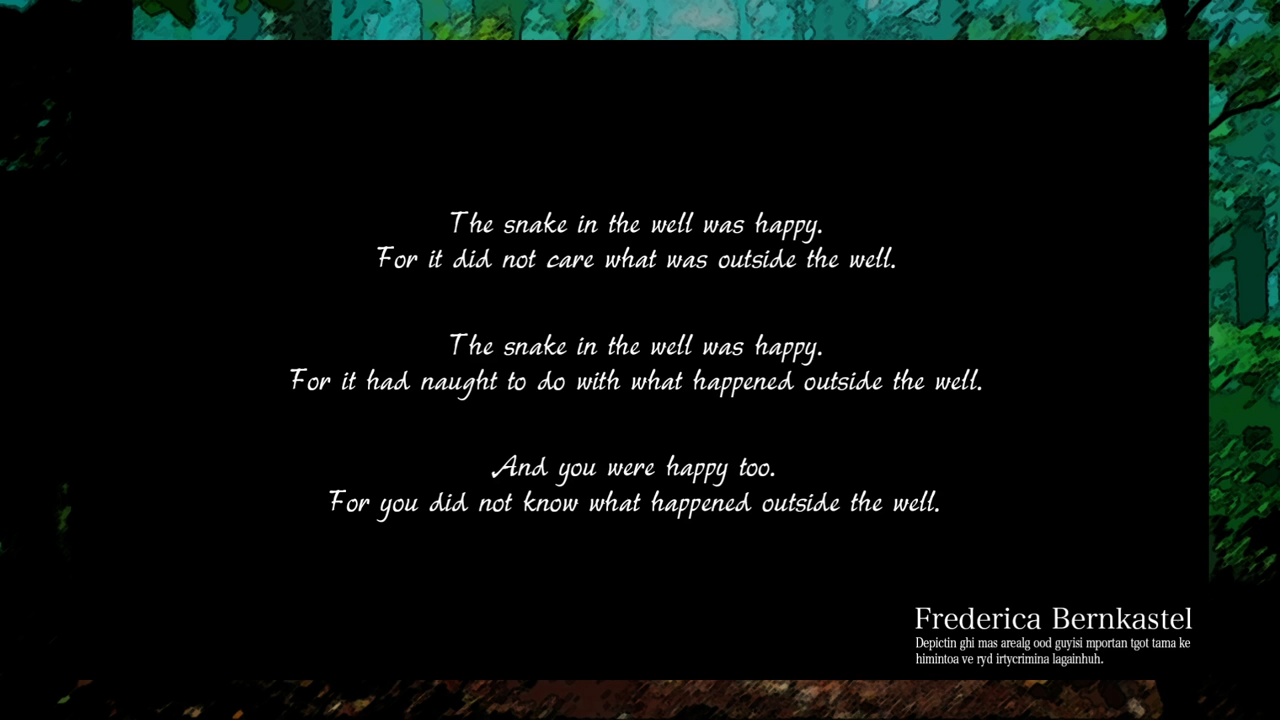 The snake in the well was happy.
For it did not care what was outside the well.
The snake in the well was happy.
For it had naught to do with what happened outside the well.
And you were happy too.
For you did not know what happened outside the well.
Frederica Bernkastel
Depictin ghi mas arealg ood guyisi mportan tgot tama ke
himintoa ve ryd irtycrimina lagainhuh.